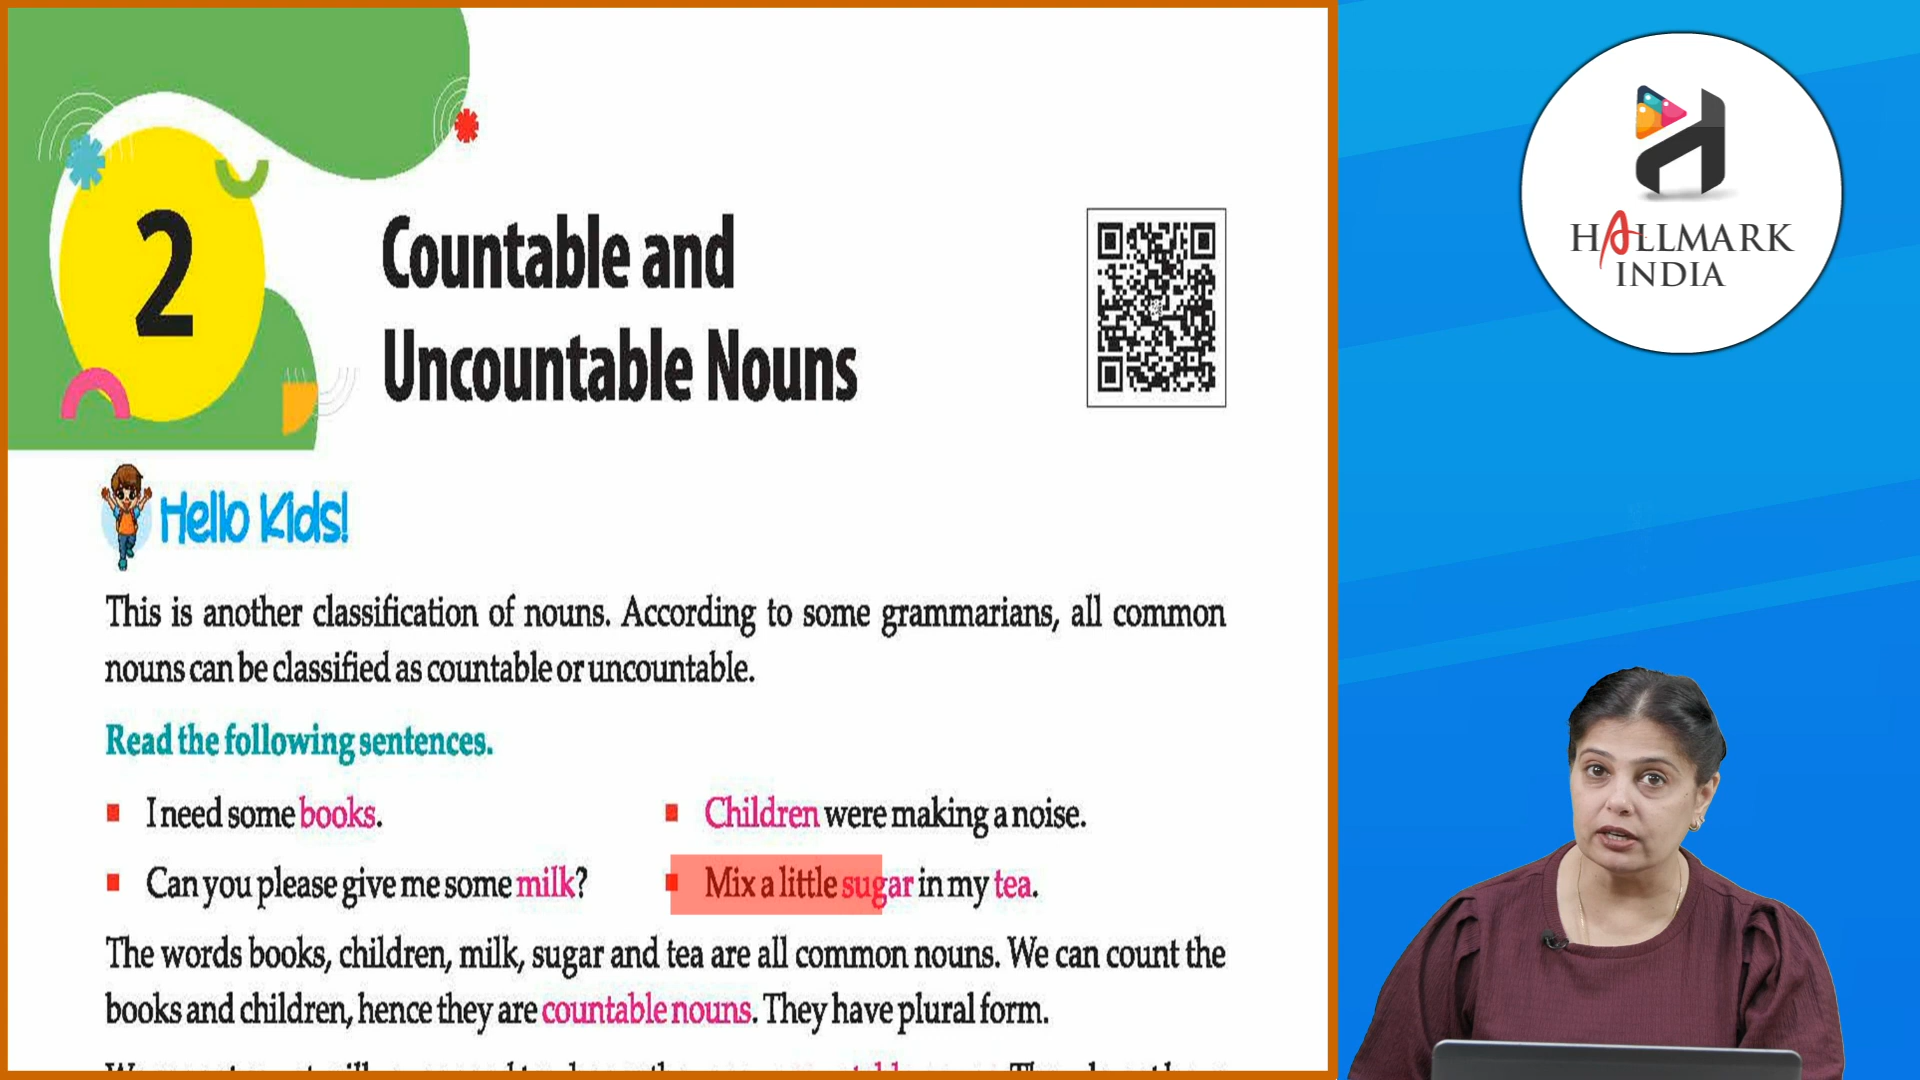 2
Countable and
Uncountable Nouns
Hello Kids!
This is another classification of nouns. According to some grammarians, all common
nouns can be classified as countable or uncountable.
Read the following sentences.
▪ I need some books.
▪ Children were making a noise.
▪ Can you please give me some milk?
▪ Mix a little sugar in my tea.
The words books, children, milk, sugar and tea are all common nouns. We can count the
books and children, hence they are countable nouns. They have plural form.
HALLMARK
INDIA